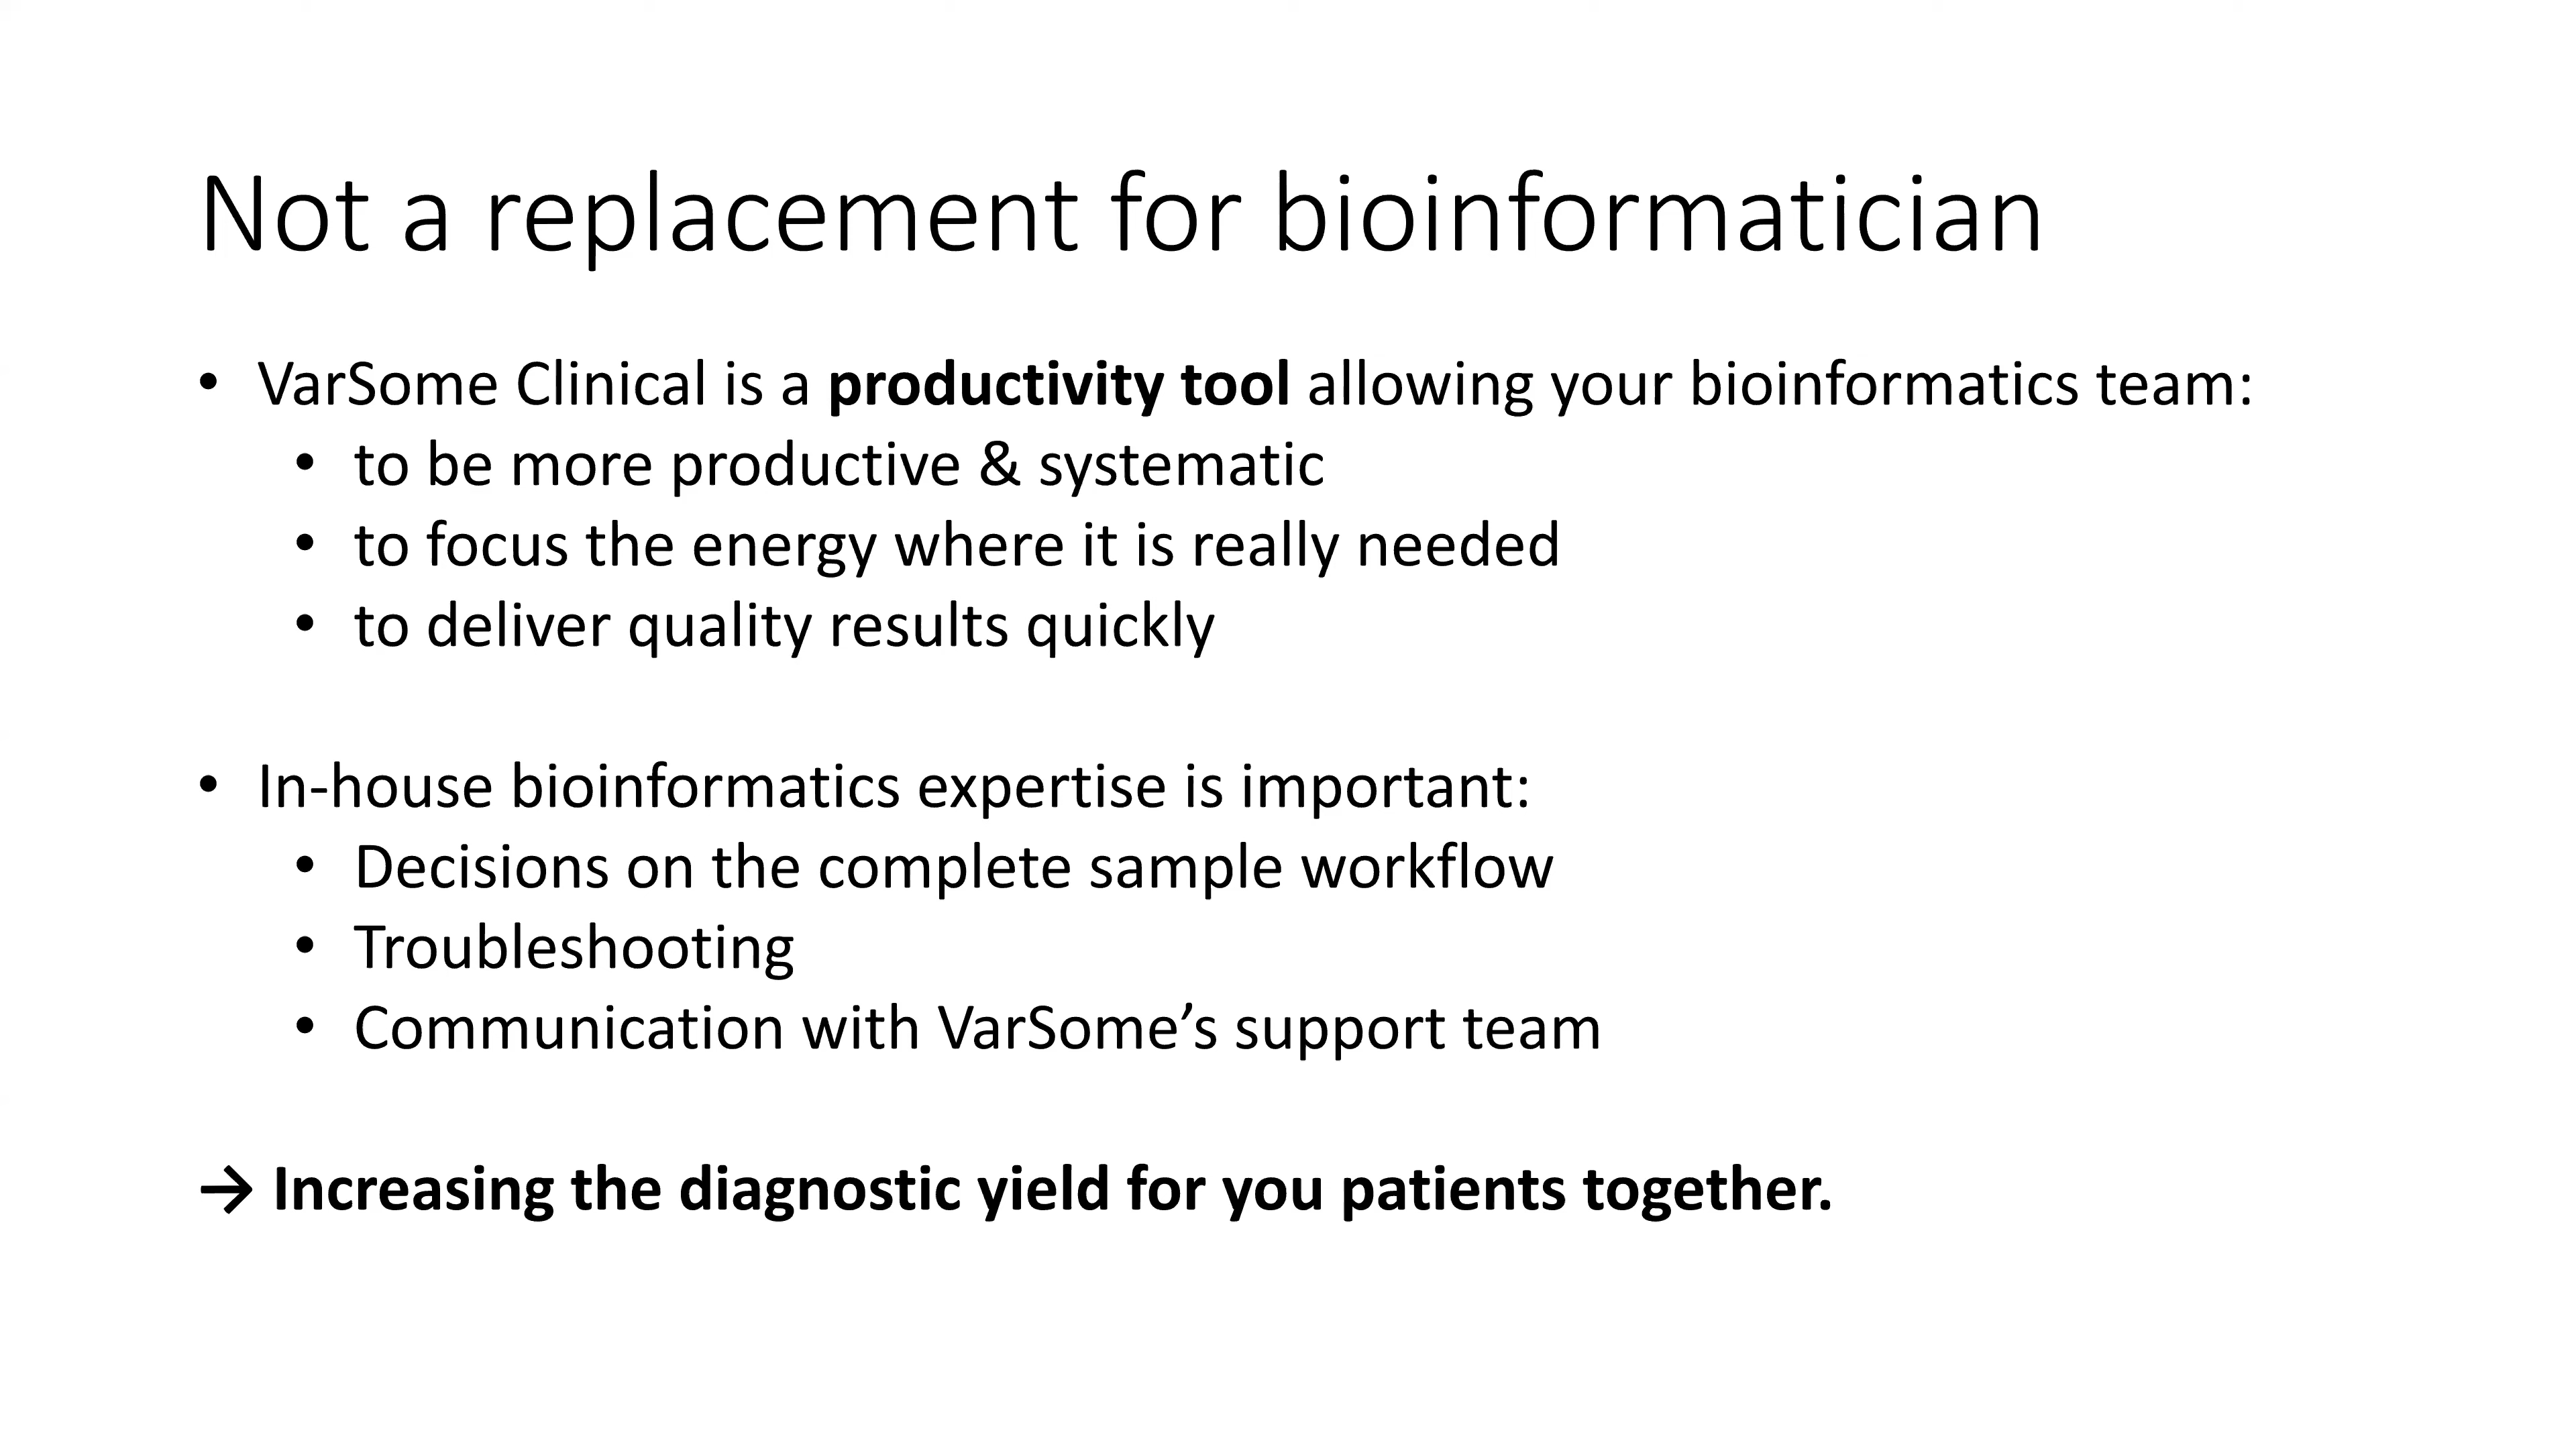 Not a replacement for bioinformatician
• VarSome Clinical is a productivity tool allowing your bioinformatics team:
• to be more productive & systematic
• to focus the energy where it is really needed
• to deliver quality results quickly
• In-house bioinformatics expertise is important:
• Decisions on the complete sample workflow
• Troubleshooting
• Communication with VarSome’s support team
→ Increasing the diagnostic yield for you patients together.